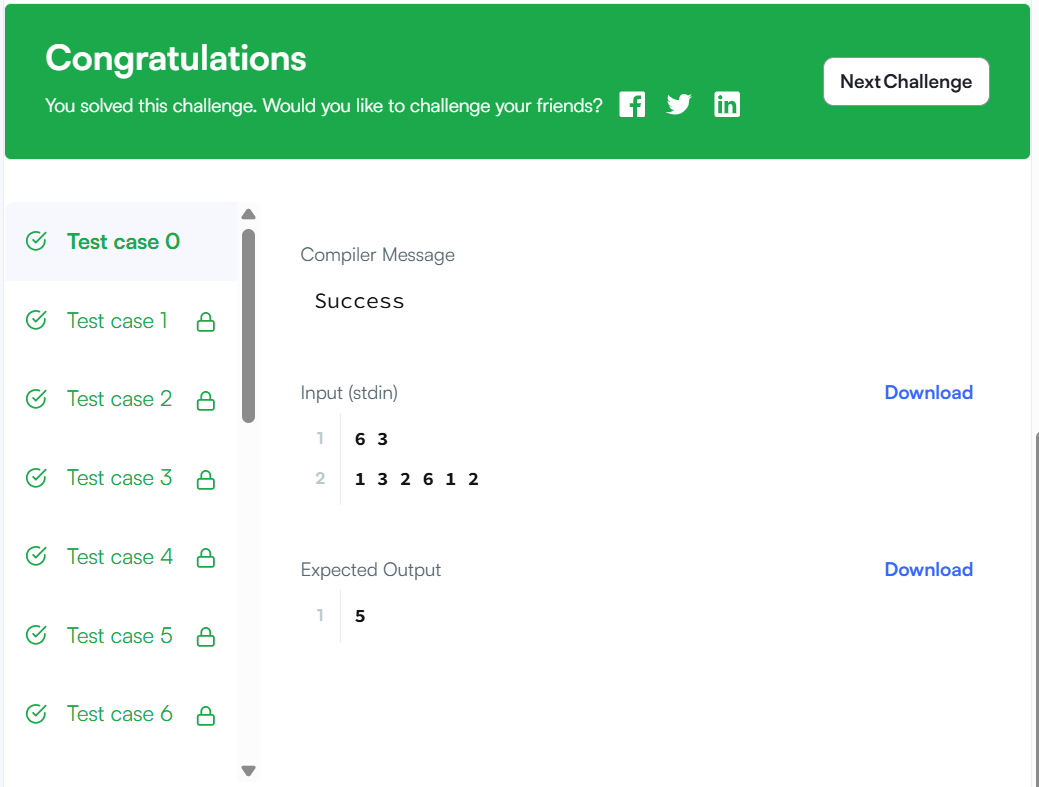 Congratulations
You solved this challenge. Would you like to challenge your friends?
Next Challenge
Test case 0
Test case 1
Test case 2
Test case 3
Test case 4
Test case 5
Test case 6
Compiler Message
Success
Input (stdin)
Download
1 6 3
2 1 3 2 6 1 2
Expected Output
Download
1 5